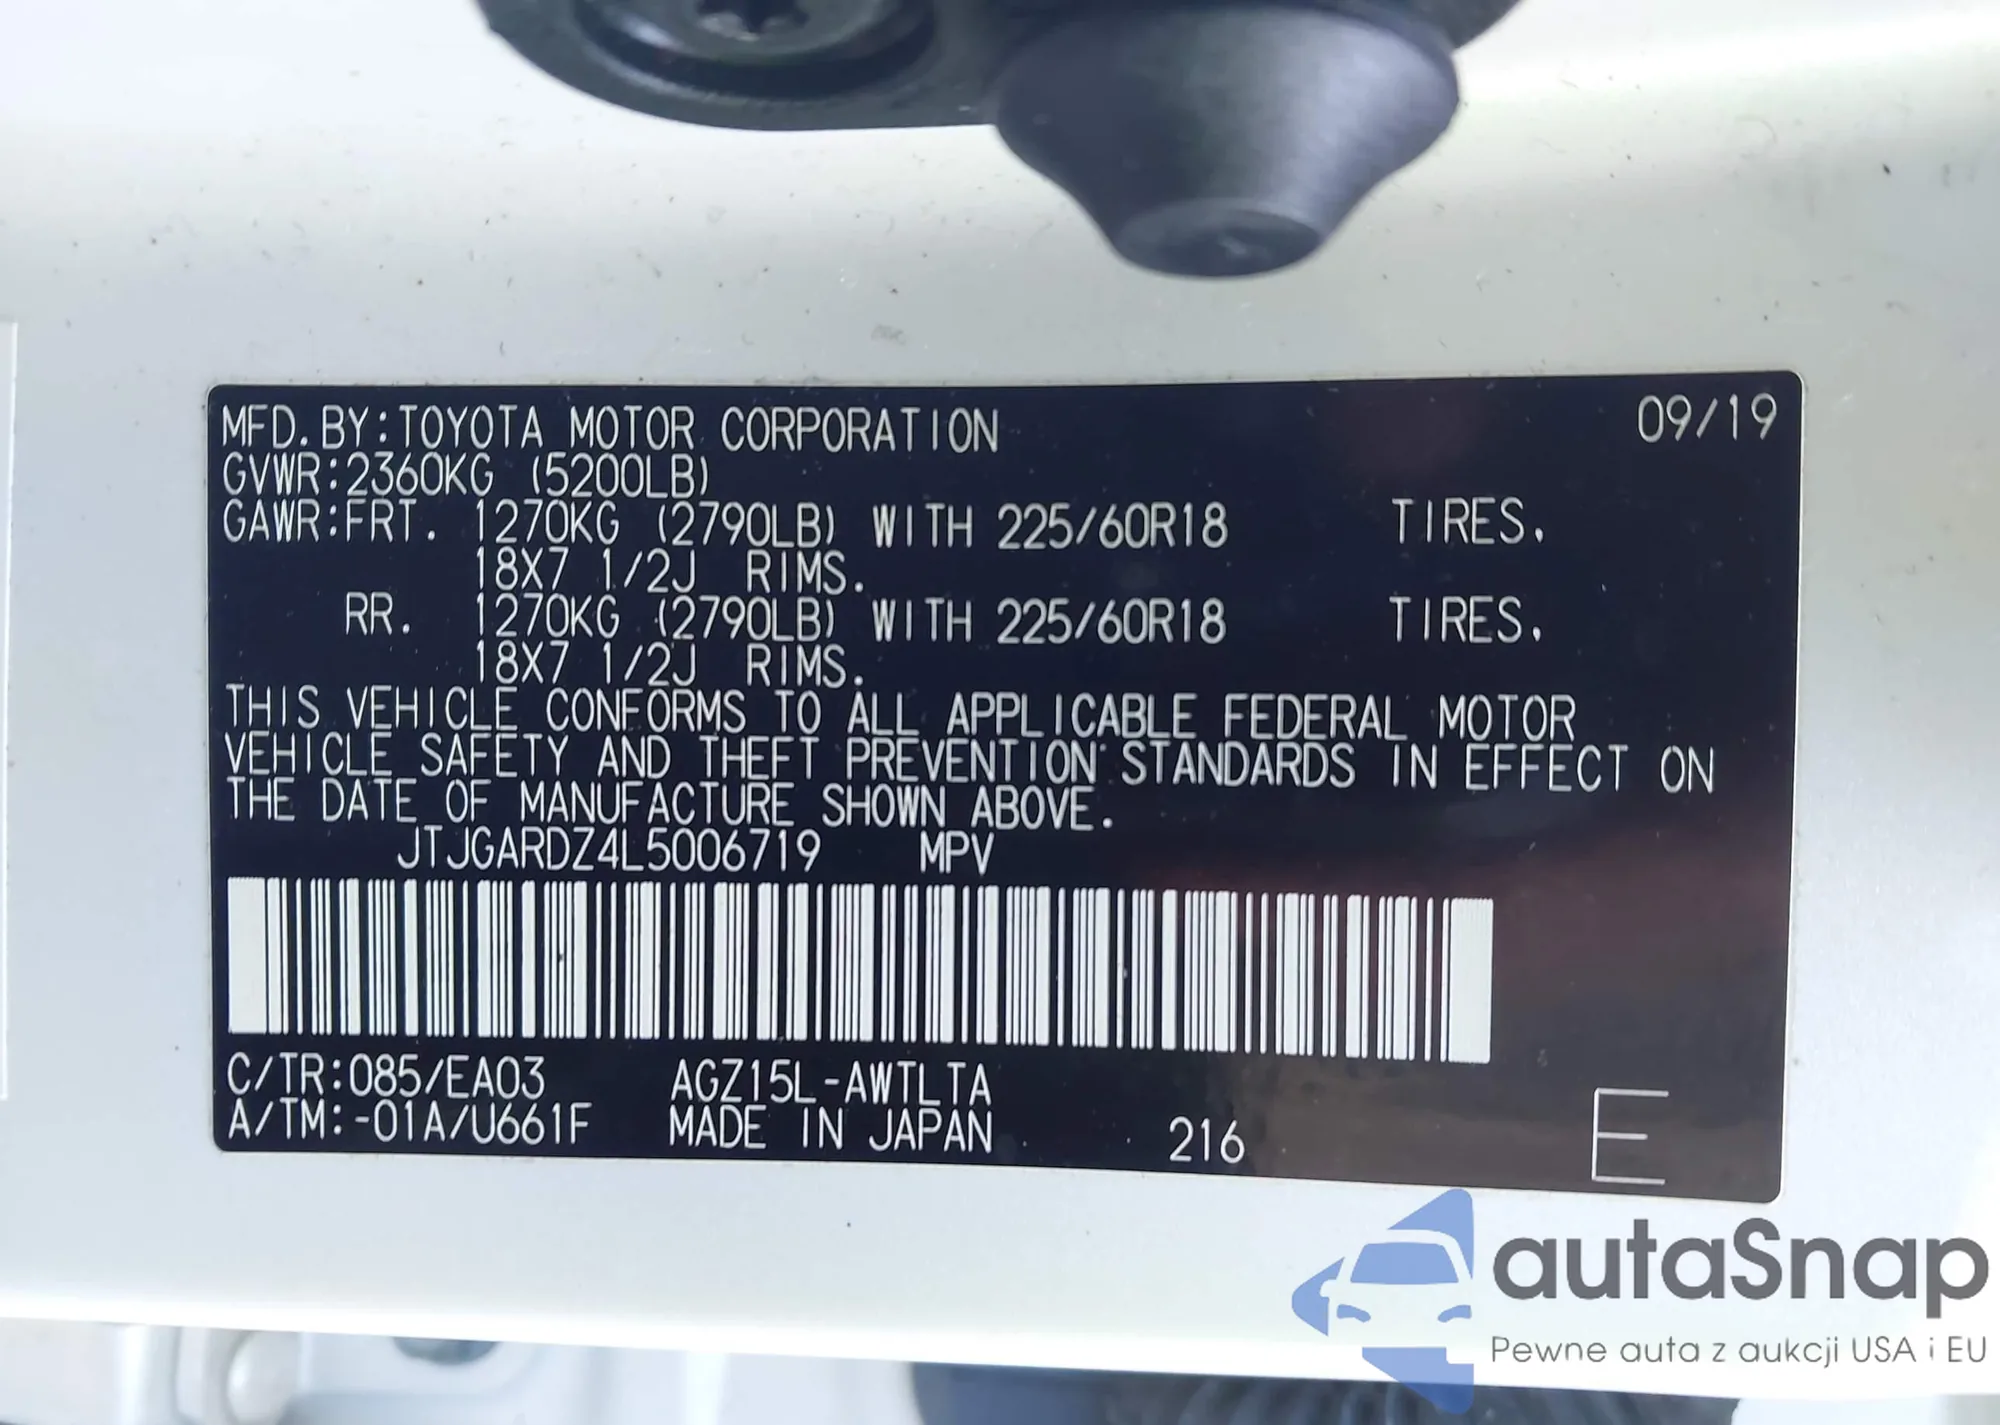 MFD. BY:TOYOTA MOTOR CORPORATION 09/19
GVWR:2360KG (5200LB)
GAWR:FRT. 1270KG (2790LB) WITH 225/60R18 TIRES.
18X7 1/2J RIMS.
RR. 1270KG (2790LB) WITH 225/60R18 TIRES.
18X7 1/2J RIMS.
THIS VEHICLE CONFORMS TO ALL APPLICABLE FEDERAL MOTOR
VEHICLE SAFETY AND THEFT PREVENTION STANDARDS IN EFFECT ON
THE DATE OF MANUFACTURE SHOWN ABOVE.
JTJGARDZ4L5006719 MPV
C/TR:085/EA03 AGZ15L-AWTLTA
A/TM:-01A/U661F MADE IN JAPAN 216 E
autaSnap
Pewne auta z aukcji USA i EU